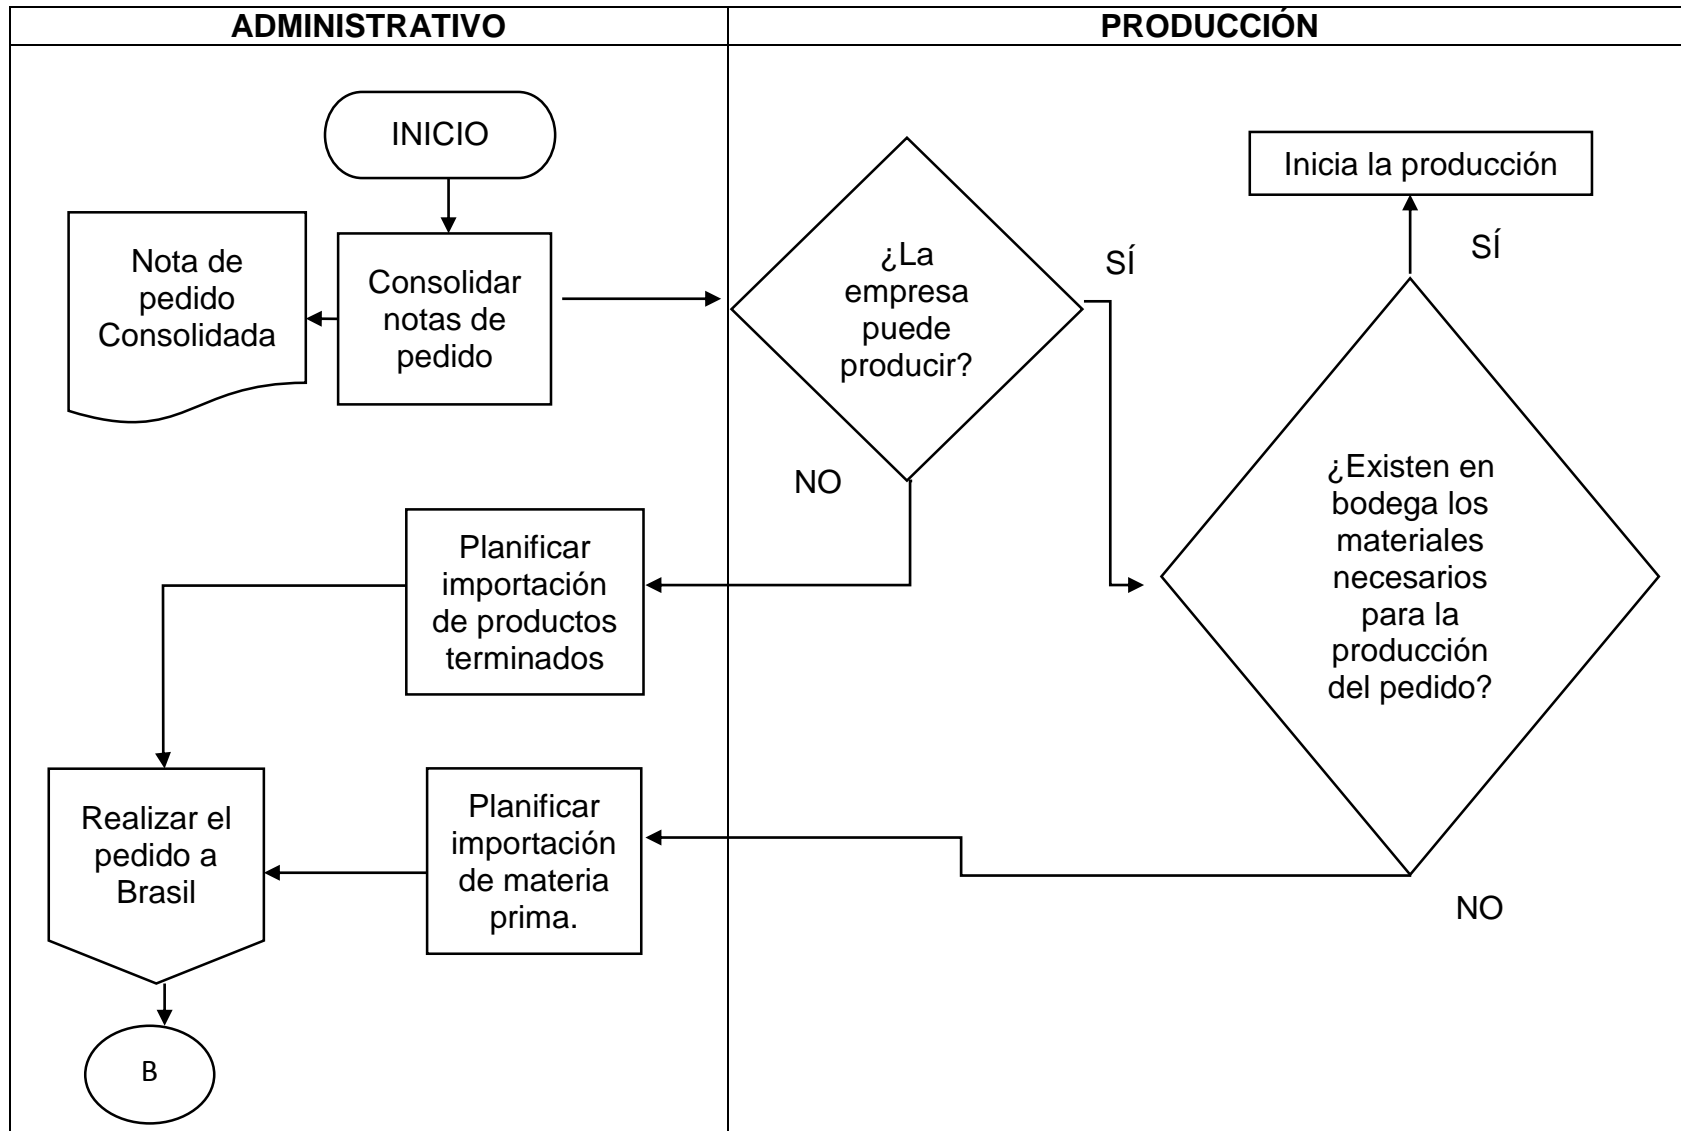 ADMINISTRATIVO
PRODUCCIÓN
INICIO
Nota de
pedido
Consolidada
Consolidar
notas de
pedido
¿La
empresa
puede
producir?
SÍ
NO
Inicia la producción
SÍ
¿Existen en
bodega los
materiales
necesarios
para la
producción
del pedido?
NO
Planificar
importación
de productos
terminados
Planificar
importación
de materia
prima.
Realizar el
pedido a
Brasil
B